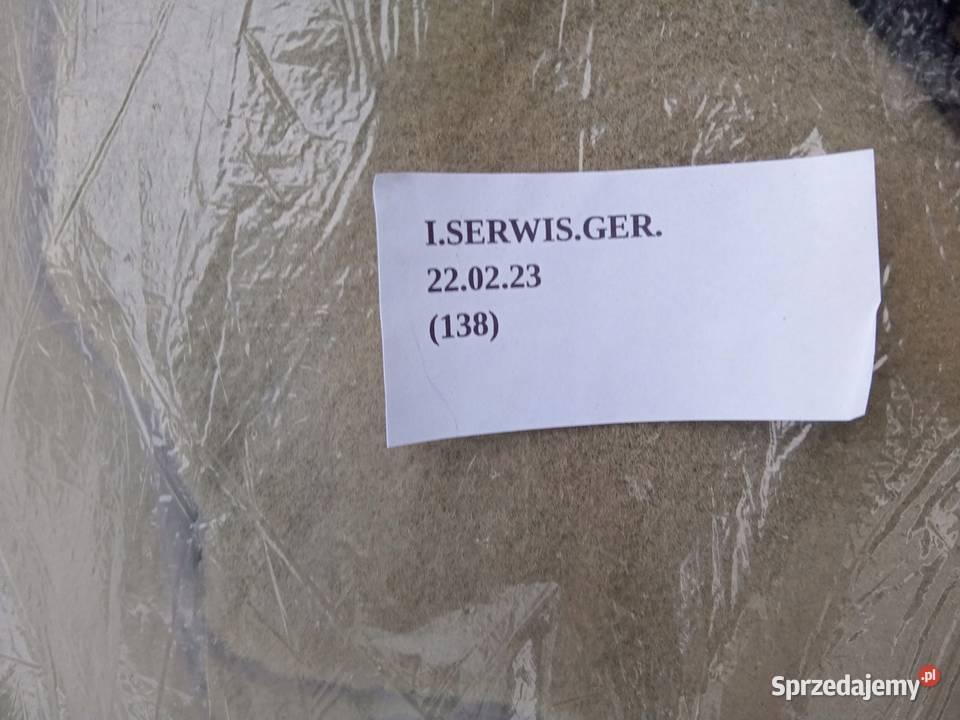 I.SERWIS.GER.
22.02.23
(138)
Sprzedajemy.pl